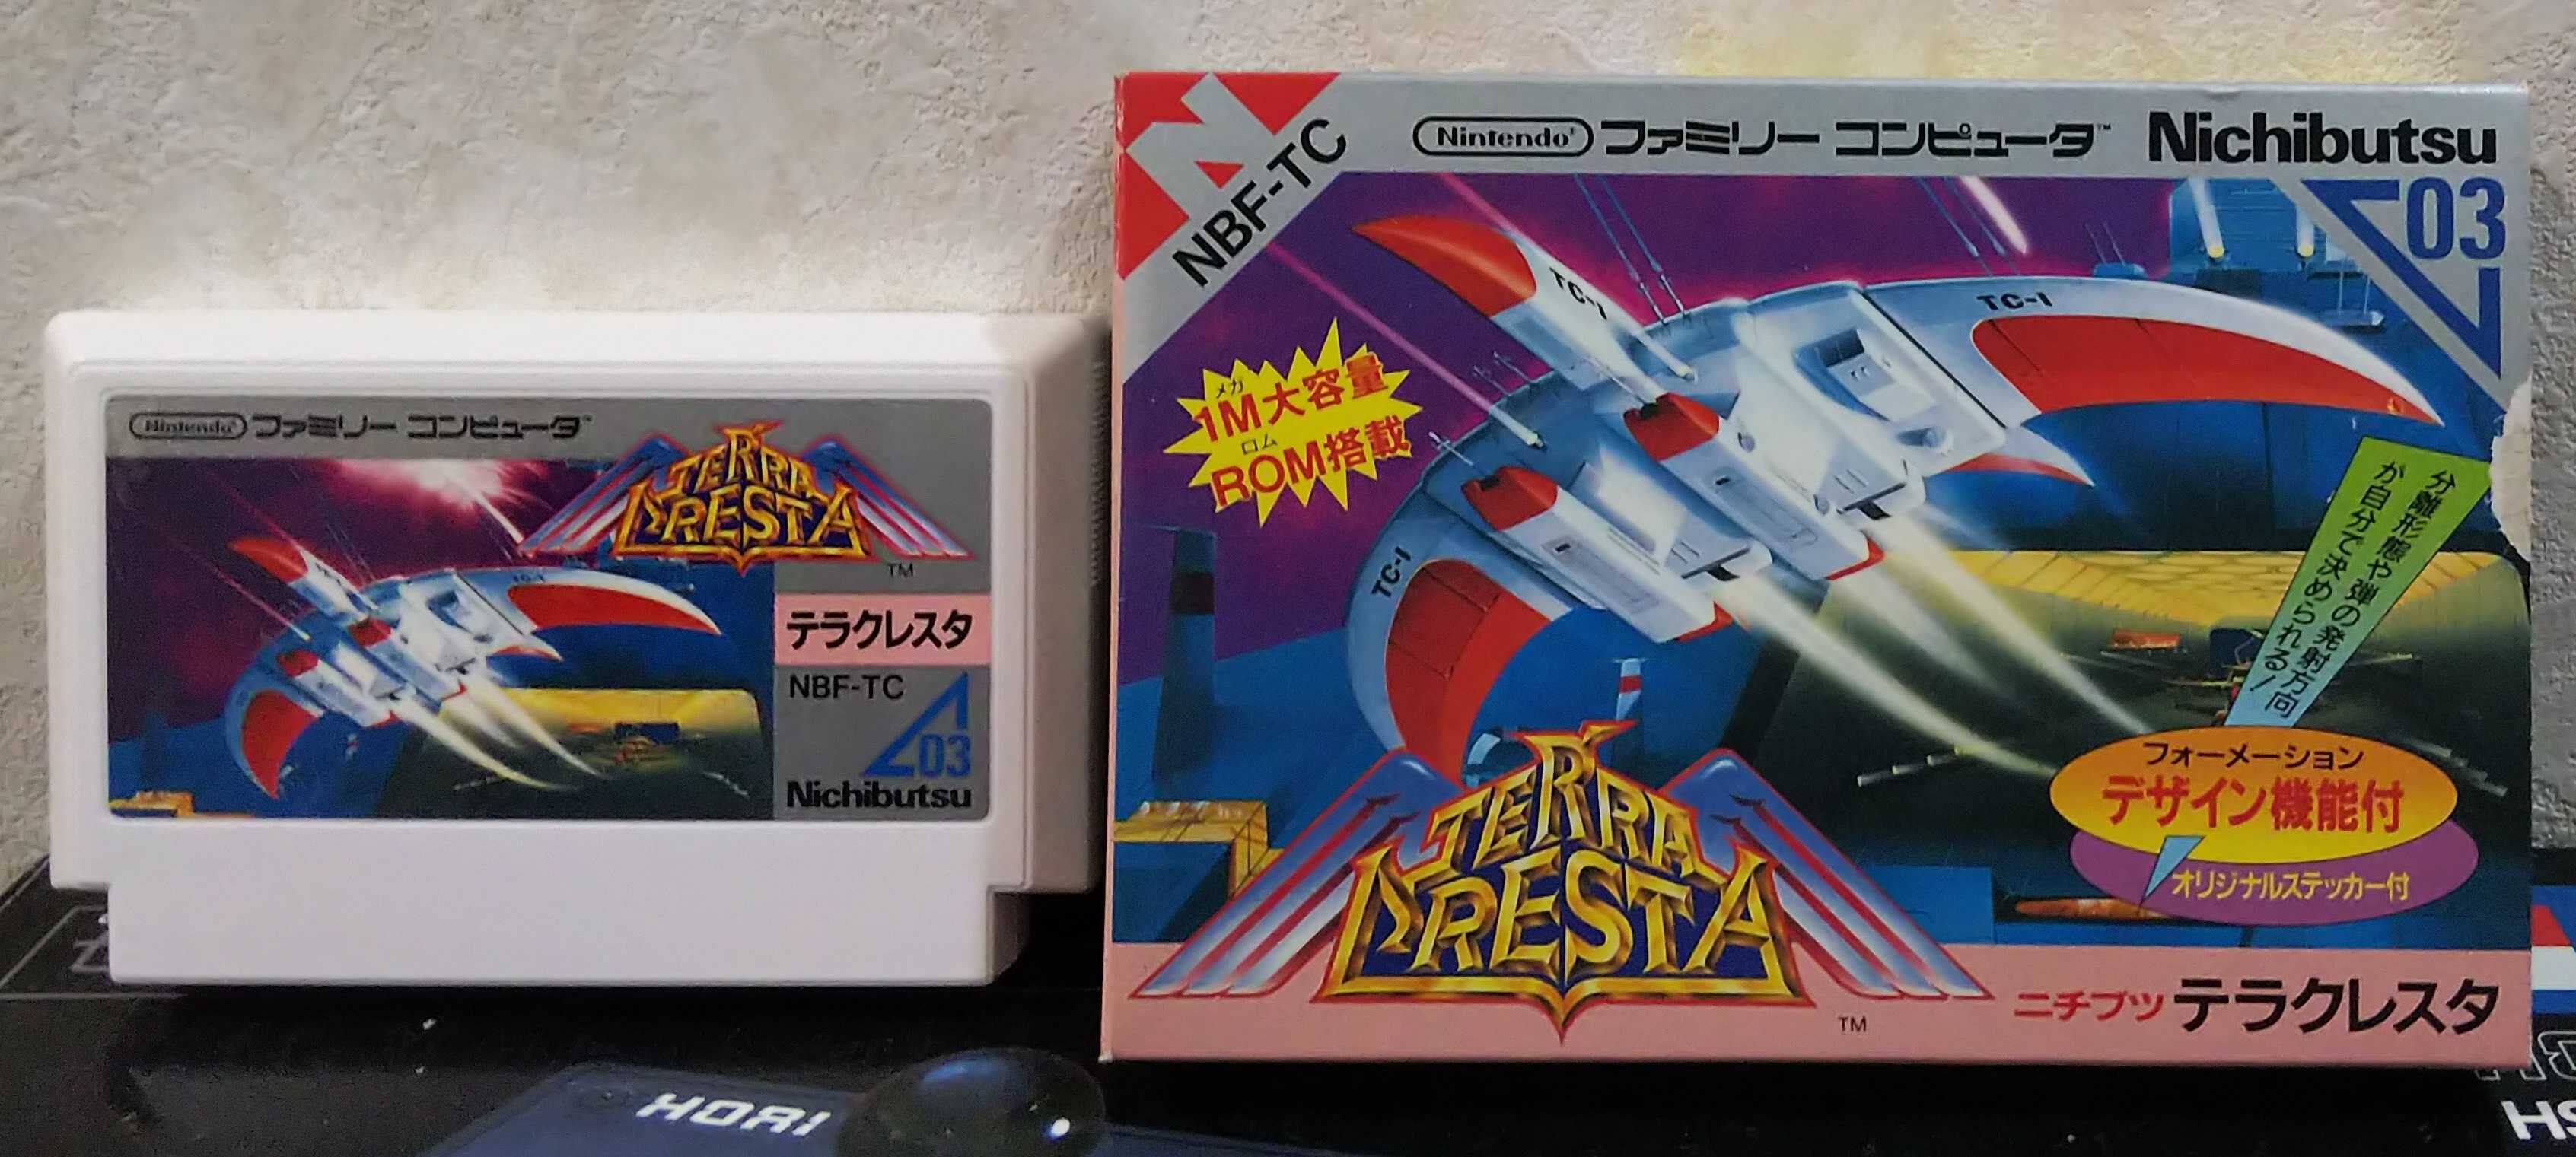 Nintendo ファミリー コンピュータ™
TERRA
CRESTA
TM
テラクレスタ
NBF-TC
03
Nichibutsu
N
NBF-TC
Nintendo ファミリー コンピュータ™ Nichibutsu
03
TC-1
TC-1
TC-1
メガ
1M大容量
ロム
ROM搭載
分離形態や弾の発射方向
が自分で決められる!
フォーメーション
デザイン機能付
オリジナルステッカー付
TERRA
CRESTA
TM
ニチブツ テラクレスタ
HORI
HS